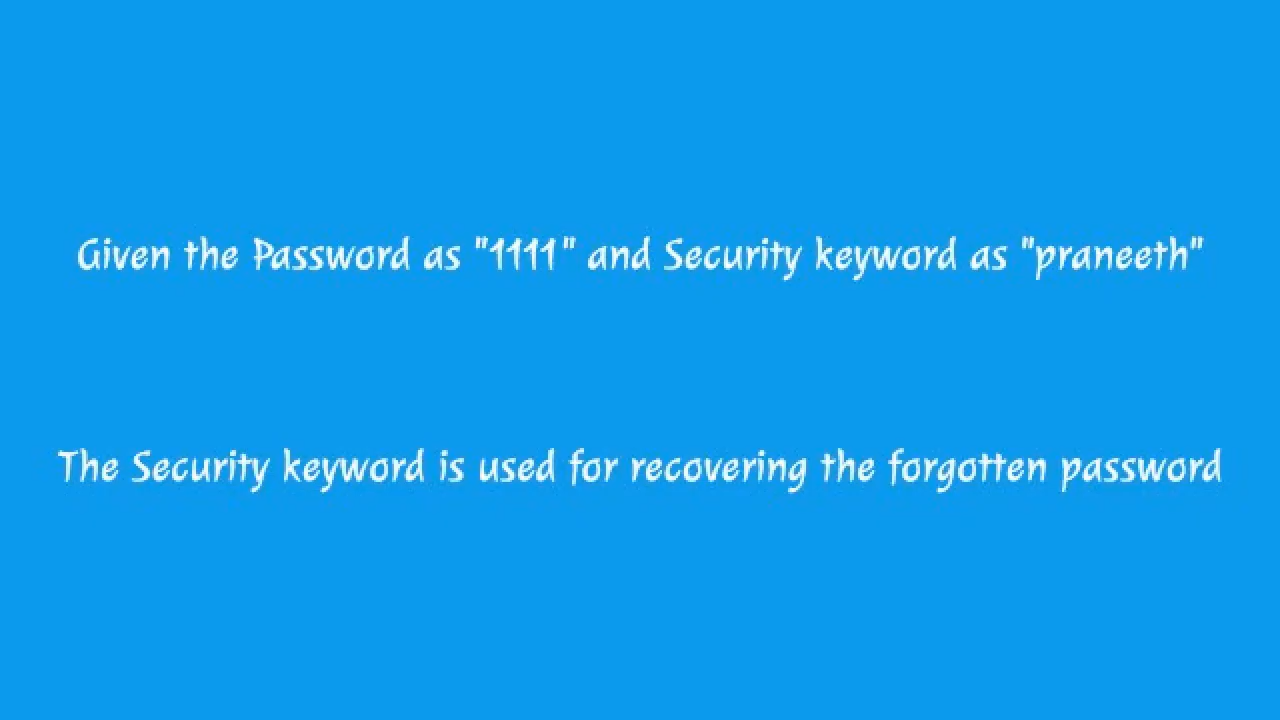 Given the Password as "1111" and Security keyword as "praneeth"
The Security keyword is used for recovering the forgotten password